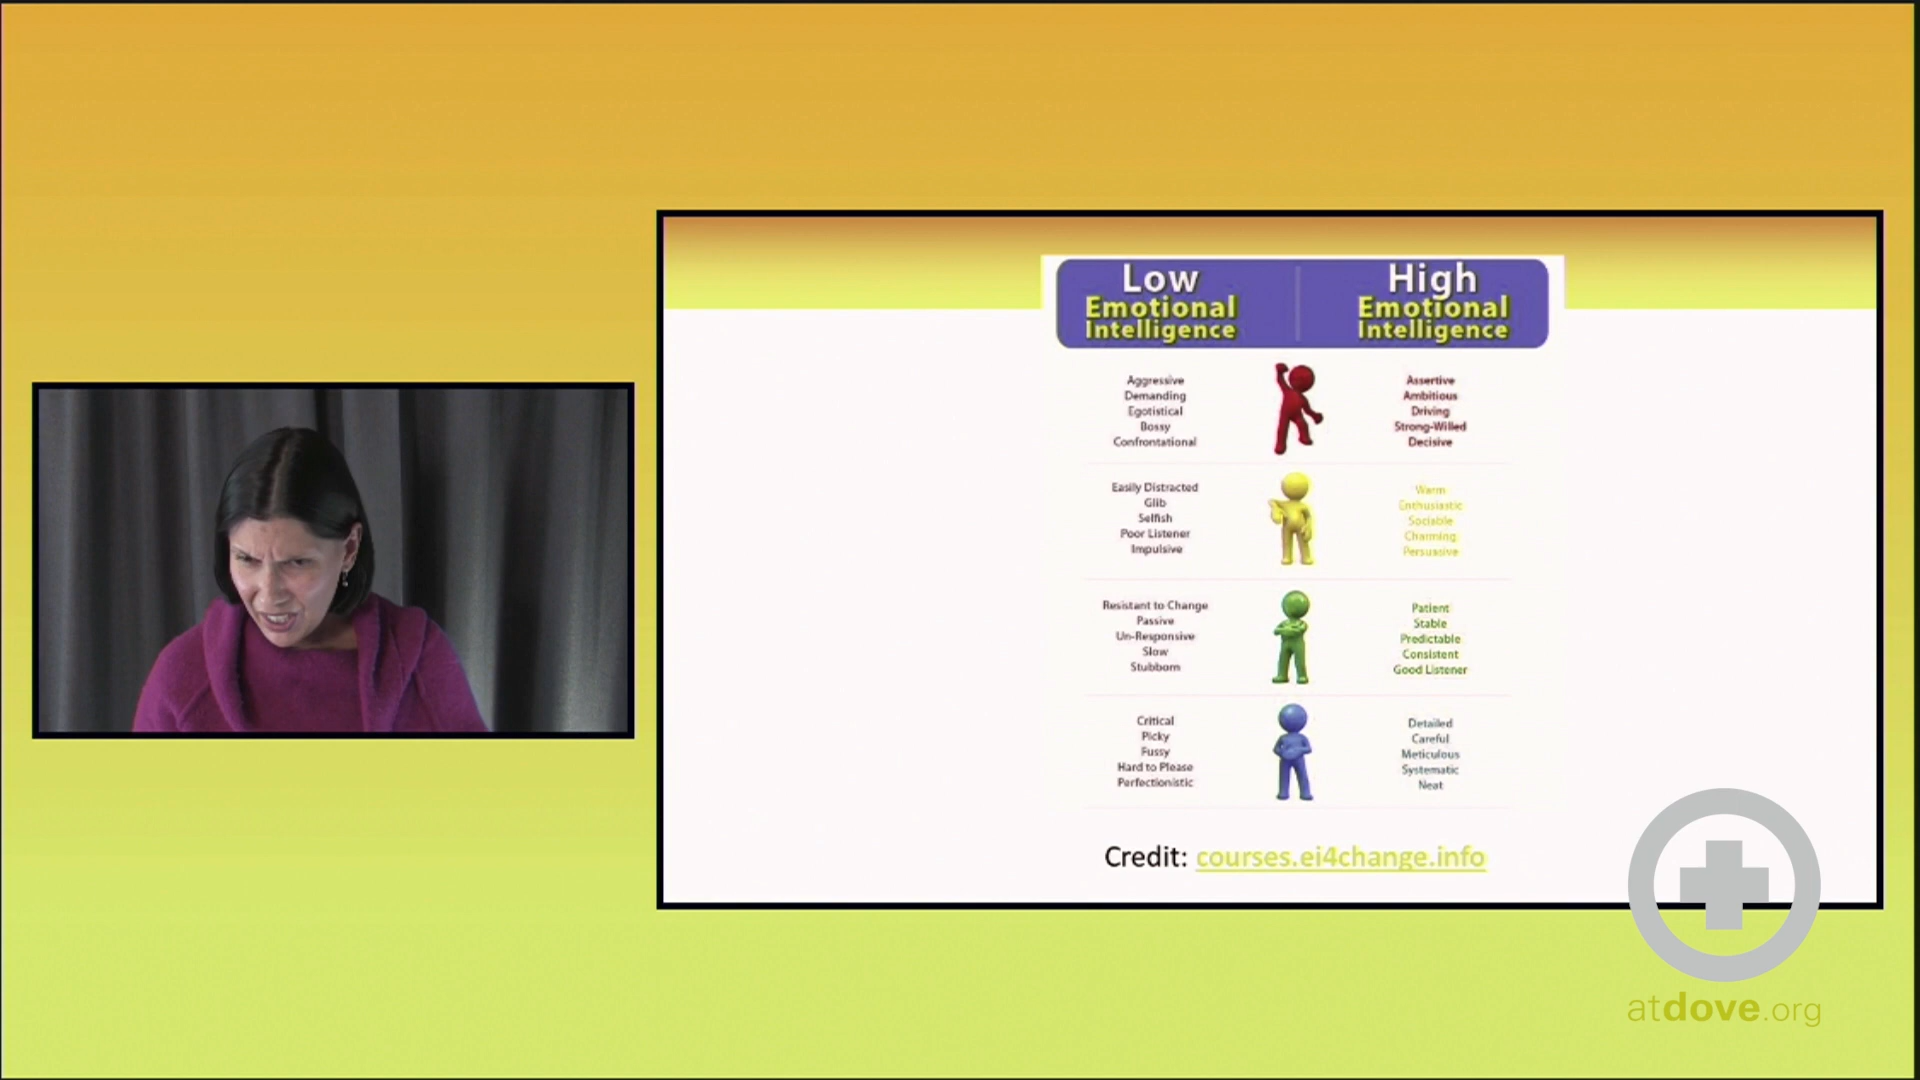 Low
Emotional
Intelligence
High
Emotional
Intelligence
Aggressive
Demanding
Egotistical
Bossy
Confrontational
Assertive
Ambitious
Driving
Strong-Willed
Decisive
Easily Distracted
Glib
Selfish
Poor Listener
Impulsive
Warm
Enthusiastic
Sociable
Charming
Persuasive
Resistant to Change
Passive
Un-Responsive
Slow
Stubborn
Patient
Stable
Predictable
Consistent
Good Listener
Critical
Picky
Fussy
Hard to Please
Perfectionistic
Detailed
Careful
Meticulous
Systematic
Neat
Credit: courses.ei4change.info
atdove.org